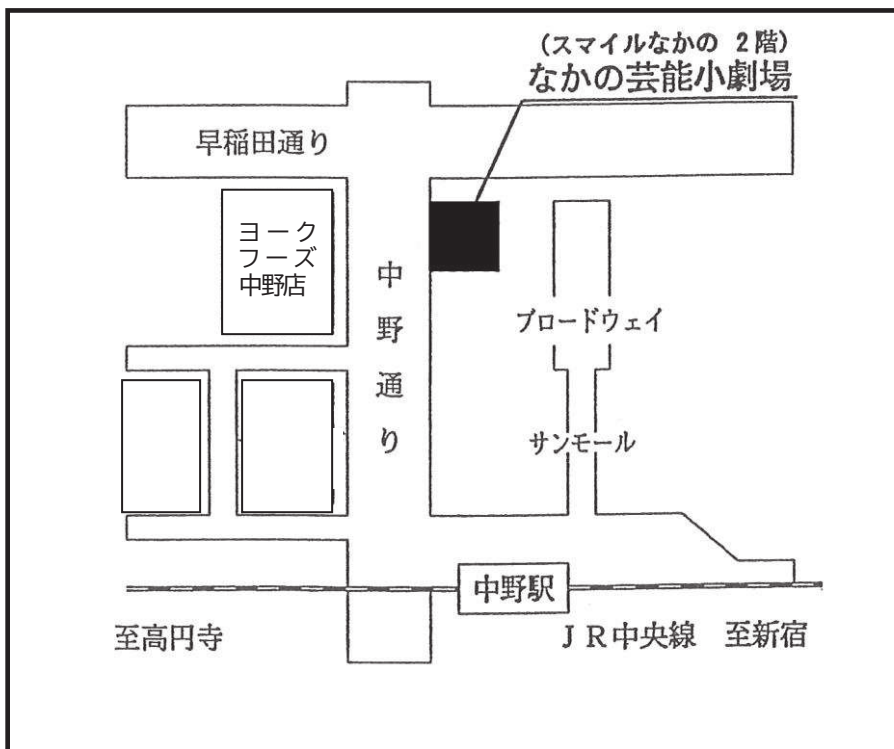 (スマイルなかの 2階)
なかの芸能小劇場
早稲田通り
ヨーク
フーズ
中野店
中野通り
ブロードウェイ
サンモール
中野駅
至高円寺
JR中央線 至新宿